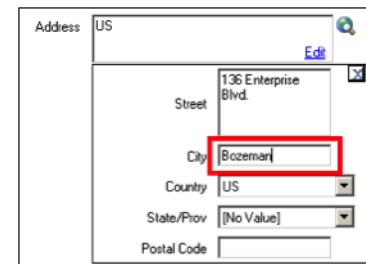 Address US
Edit
136 Enterprise
Street Blvd.
City Bozeman
Country US
State/Prov [No Value]
Postal Code